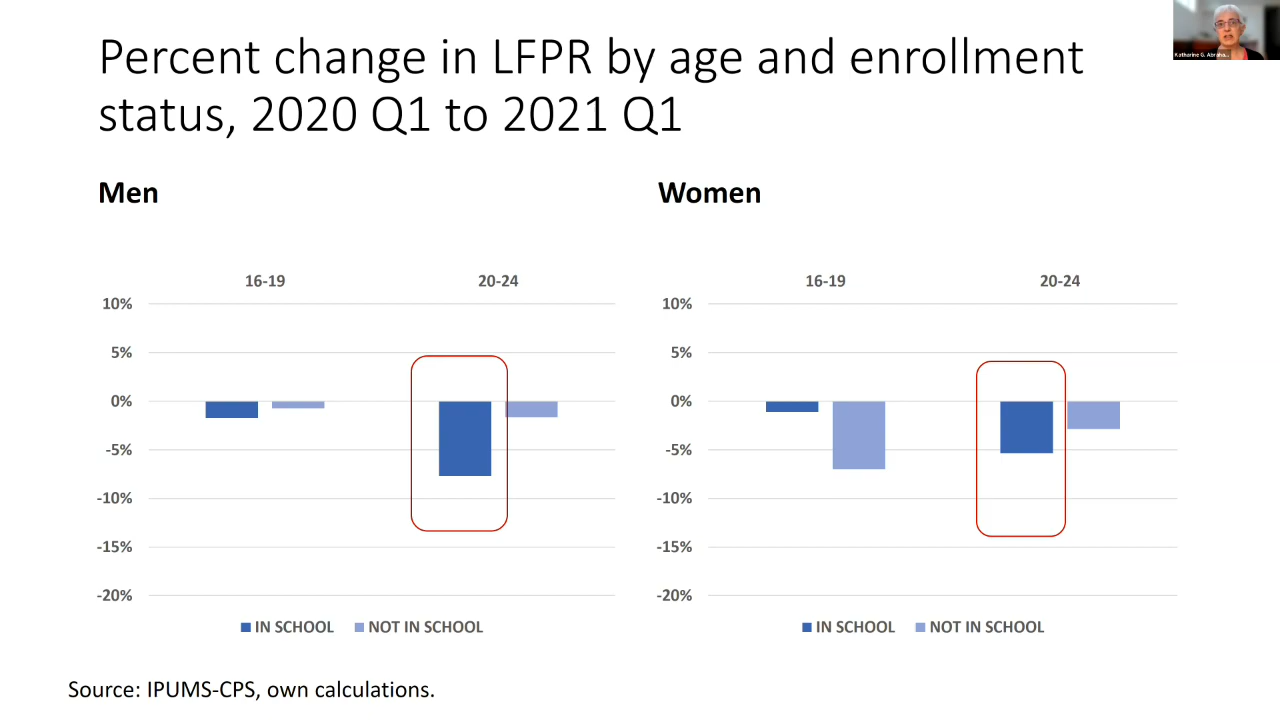 Percent change in LFPR by age and enrollment
status, 2020 Q1 to 2021 Q1
Katharine G. Abraha...
Men
16-19 20-24
10%
5%
0%
-5%
-10%
-15%
-20%
IN SCHOOL NOT IN SCHOOL
Women
16-19 20-24
10%
5%
0%
-5%
-10%
-15%
-20%
IN SCHOOL NOT IN SCHOOL
Source: IPUMS-CPS, own calculations.